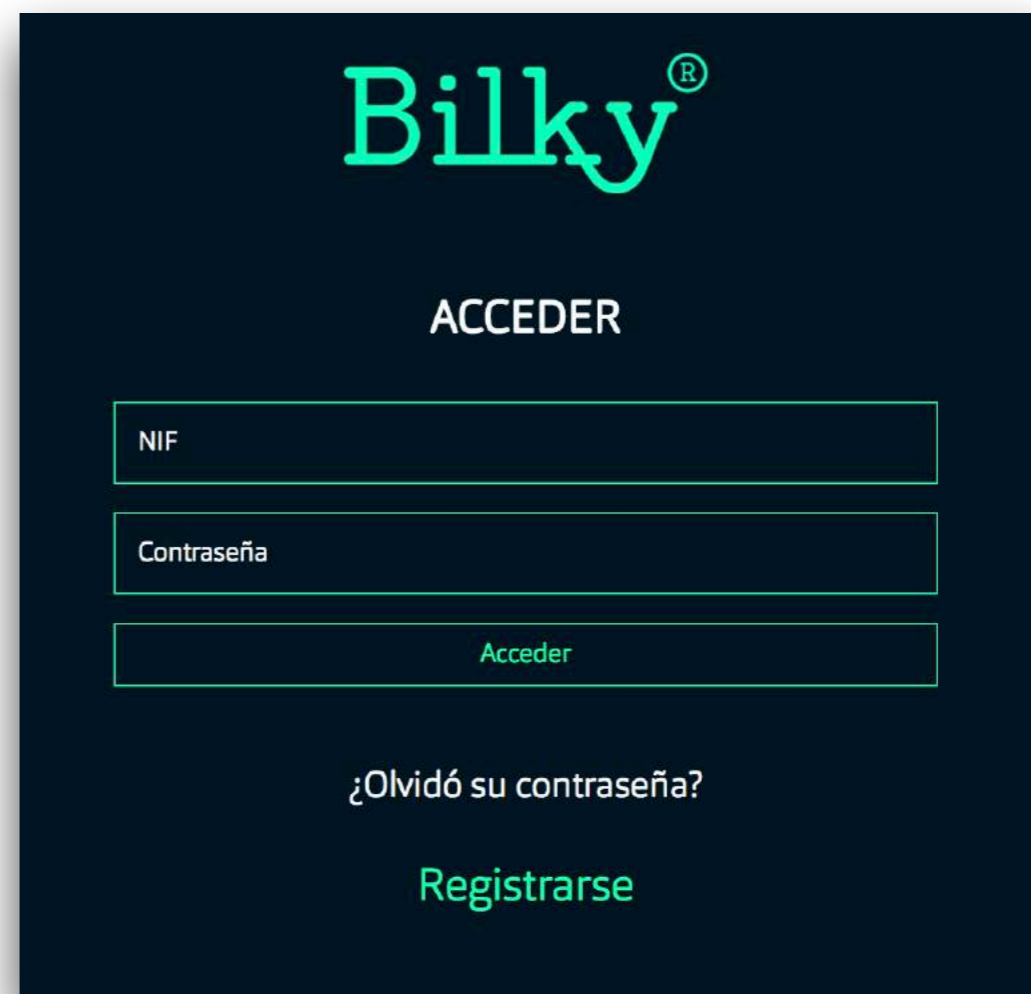 Bilky®
ACCEDER
NIF
Contraseña
Acceder
¿Olvidó su contraseña?
Registrarse